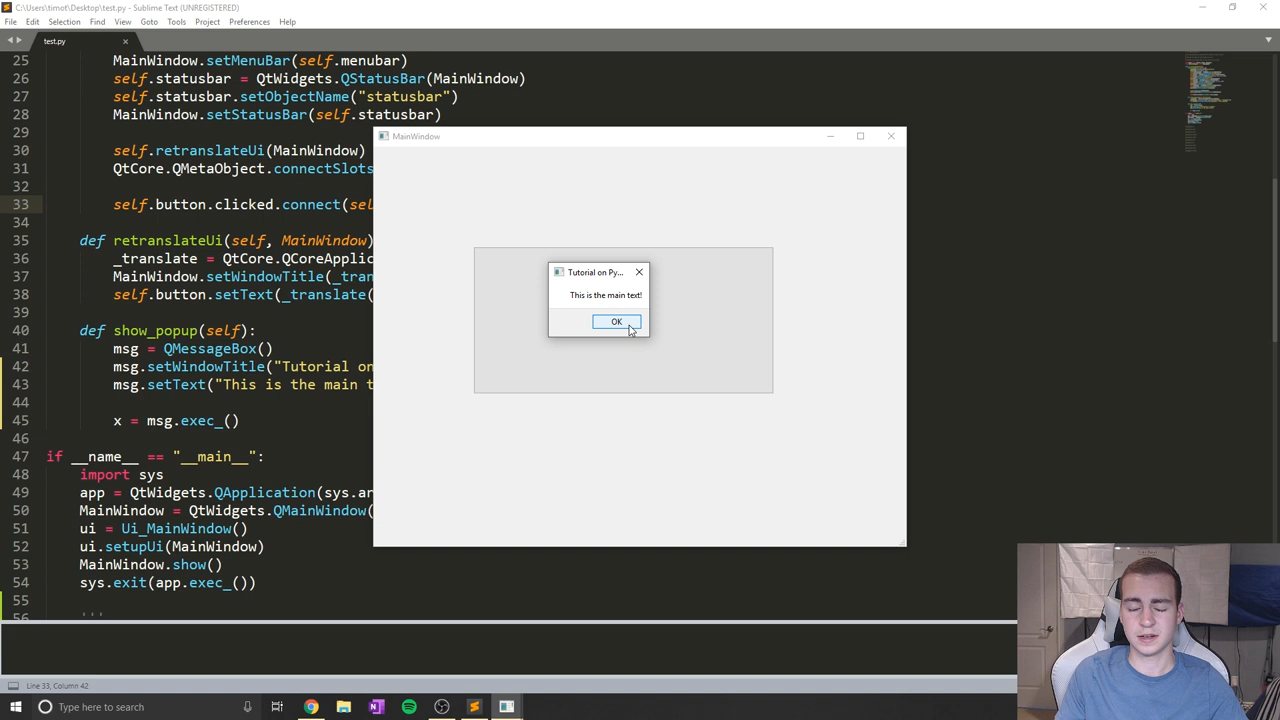 C:\Users\timot\Desktop\test.py - Sublime Text (UNREGISTERED)
File Edit Selection Find View Goto Tools Project Preferences Help
test.py
25 MainWindow.setMenuBar(self.menubar)
26 self.statusbar = QtWidgets.QStatusBar(MainWindow)
27 self.statusbar.setObjectName("statusbar")
28 MainWindow.setStatusBar(self.statusbar)
29
30 self.retranslateUi(MainWindow)
31 QtCore.QMetaObject.connectSlots
32
33 self.button.clicked.connect(sel
34
35 def retranslateUi(self, MainWindow)
36 _translate = QtCore.QCoreApplic
37 MainWindow.setWindowTitle(_tran
38 self.button.setText(_translate(
39
40 def show_popup(self):
41 msg = QMessageBox()
42 msg.setWindowTitle("Tutorial on
43 msg.setText("This is the main t
44
45 x = msg.exec_()
46
47 if __name__ == "__main__":
48 import sys
49 app = QtWidgets.QApplication(sys.ar
50 MainWindow = QtWidgets.QMainWindow(
51 ui = Ui_MainWindow()
52 ui.setupUi(MainWindow)
53 MainWindow.show()
54 sys.exit(app.exec_())
55
56 '''
MainWindow
Tutorial on Py...
This is the main text!
OK
Line 33, Column 42
Type here to search